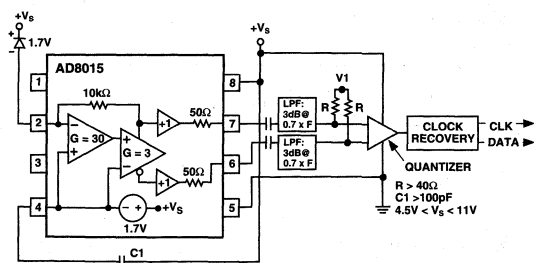 +VS
+
−
1.7V
AD8015
+VS
1
8
10kΩ
50Ω
2
−
G = 30
+
G = 3
+1
7
LPF:
3dB@
0.7 x F
V1
R
R
3
50Ω
+1
6
LPF:
3dB@
0.7 x F
CLOCK
RECOVERY
CLK
DATA
QUANTIZER
4
− +
+VS
1.7V
5
R > 40Ω
C1 >100pF
4.5V < VS < 11V
C1